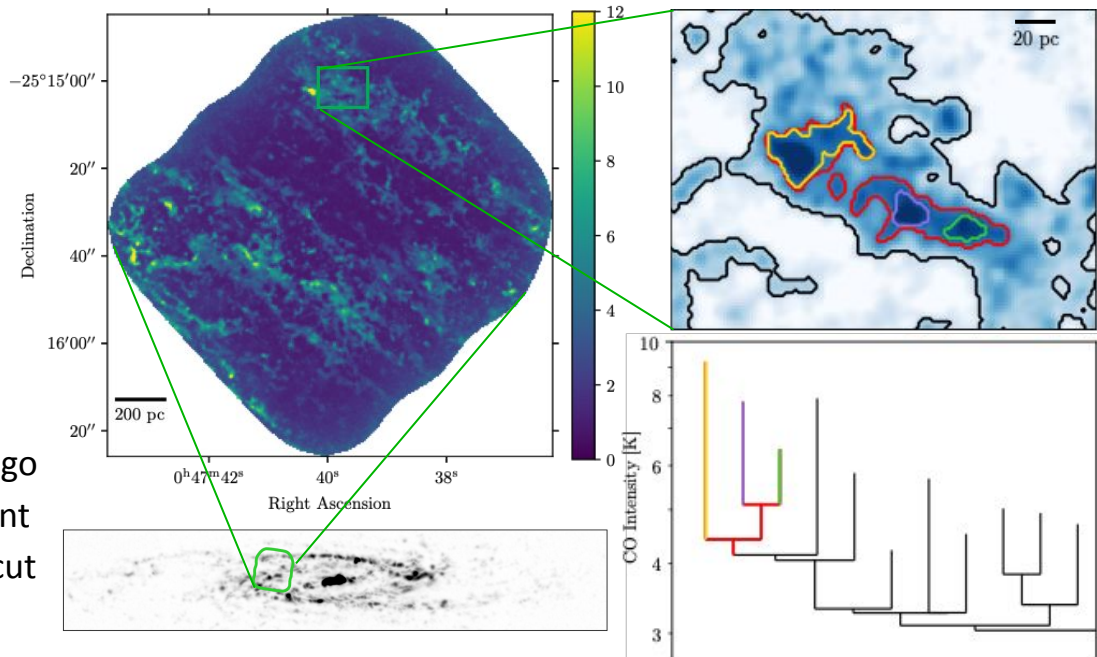 −25°15′00″
20″
40″
16′00″
20″
Declination
200 pc
0ʰ47ᵐ42ˢ
40ˢ
38ˢ
Right Ascension
12
10
8
6
4
2
0
20 pc
go
nt
cut
10
8
6
4
3
CO Intensity [K]